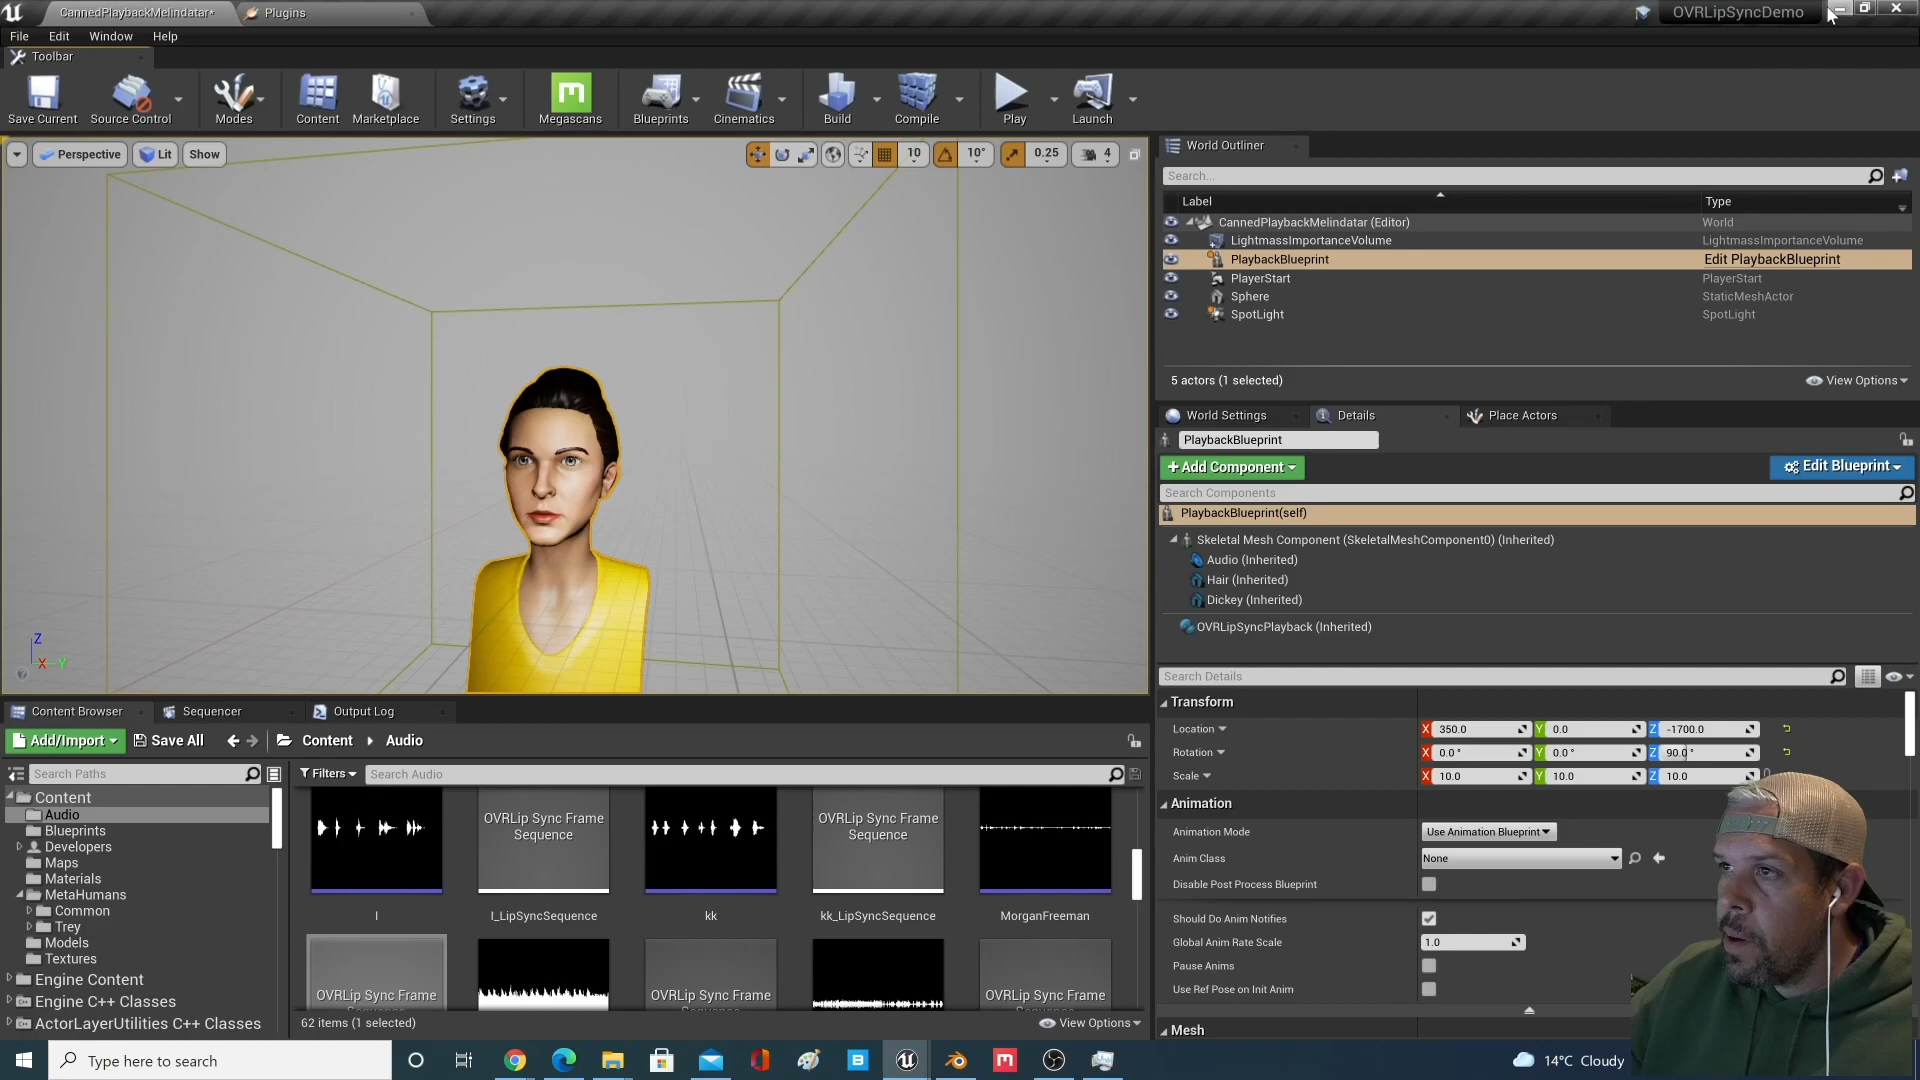 CannedPlaybackMelindatar*
Plugins
OVRLipSyncDemo
File Edit Window Help
Toolbar
Save Current
Source Control
Modes
Content
Marketplace
Settings
Megascans
Blueprints
Cinematics
Build
Compile
Play
Launch
Perspective
Lit
Show
10
10°
0.25
4
World Outliner
Search...
Label Type
CannedPlaybackMelindatar (Editor) World
LightmassImportanceVolume LightmassImportanceVolume
PlaybackBlueprint Edit PlaybackBlueprint
PlayerStart PlayerStart
Sphere StaticMeshActor
SpotLight SpotLight
5 actors (1 selected)
View Options
World Settings
Details
Place Actors
PlaybackBlueprint
+Add Component
Edit Blueprint
Search Components
PlaybackBlueprint(self)
Skeletal Mesh Component (SkeletalMeshComponent0) (Inherited)
Audio (Inherited)
Hair (Inherited)
Dickey (Inherited)
OVRLipSyncPlayback (Inherited)
Search Details
Transform
Location X 350.0 Y 0.0 Z -1700.0
Rotation X 0.0 ° Y 0.0 ° Z 90.0 °
Scale X 10.0 Y 10.0 Z 10.0
Animation
Animation Mode Use Animation Blueprint
Anim Class None
Disable Post Process Blueprint
Should Do Anim Notifies
Global Anim Rate Scale 1.0
Pause Anims
Use Ref Pose on Init Anim
Mesh
Z
X Y
Content Browser
Sequencer
Output Log
Add/Import
Save All
Content
Audio
Search Paths
Filters
Search Audio
Content
Audio
Blueprints
Developers
Maps
Materials
MetaHumans
Common
Trey
Models
Textures
Engine Content
Engine C++ Classes
ActorLayerUtilities C++ Classes
OVRLip Sync Frame
Sequence
OVRLip Sync Frame
Sequence
l
l_LipSyncSequence
kk
kk_LipSyncSequence
MorganFreeman
OVRLip Sync Frame
OVRLip Sync Frame
OVRLip Sync Frame
62 items (1 selected)
View Options
Type here to search
14°C Cloudy